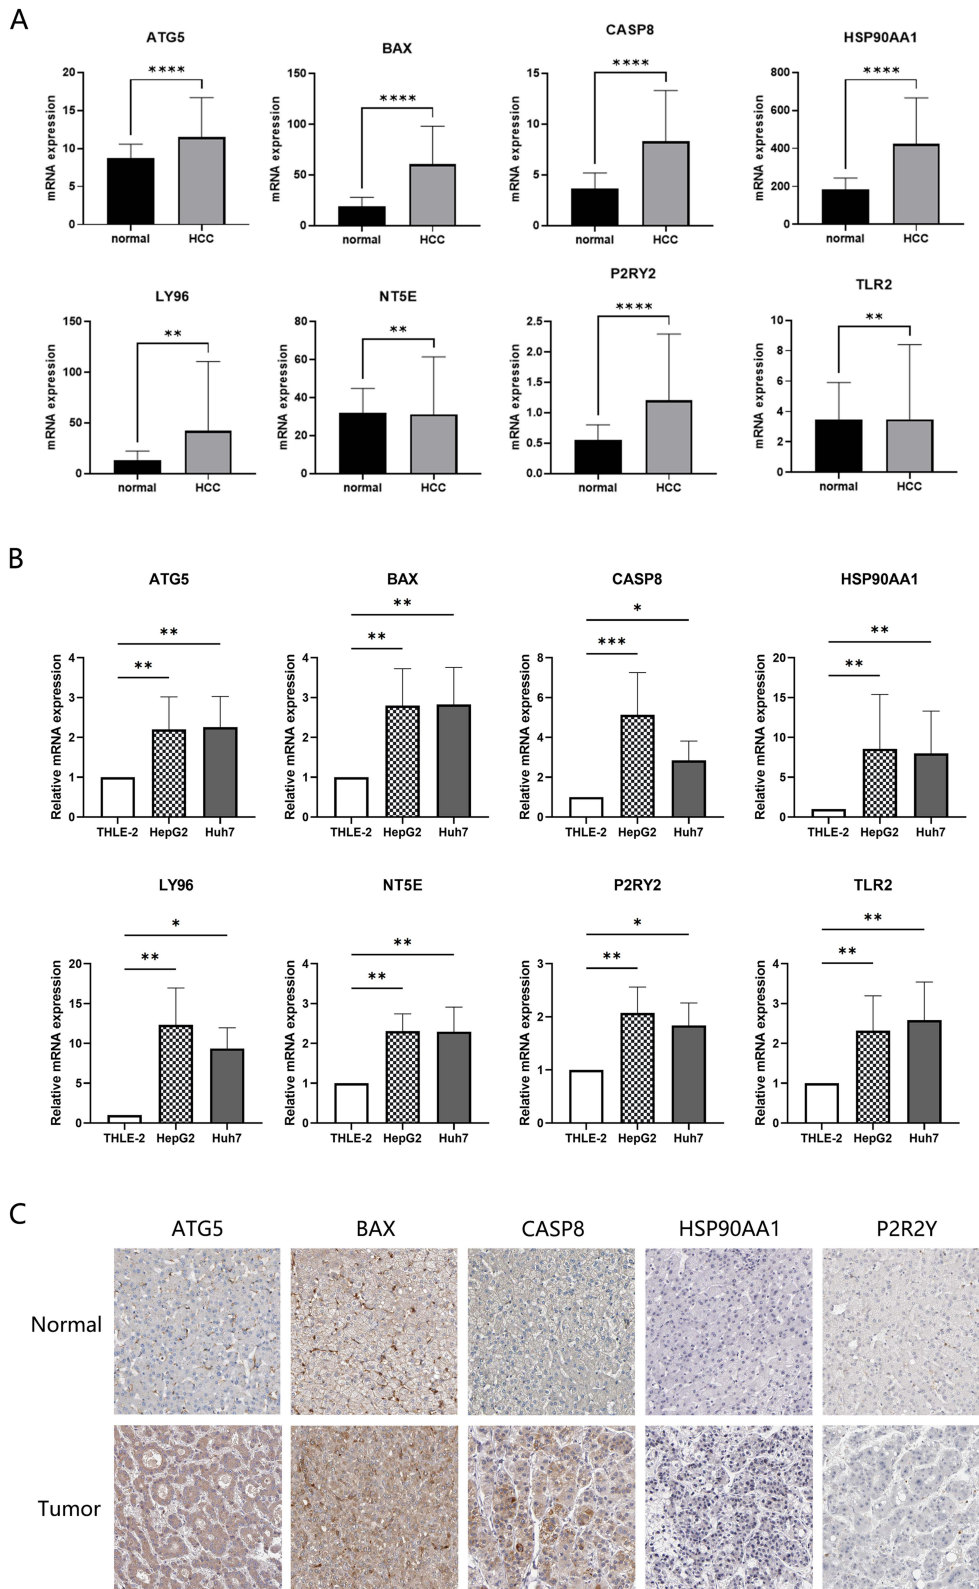 A
ATG5
BAX
CASP8
HSP90AA1
mRNA expression
20
15
10
5
0
****
normal
HCC
mRNA expression
150
100
50
0
****
normal
HCC
mRNA expression
15
10
5
0
****
normal
HCC
mRNA expression
800
600
400
200
0
****
normal
HCC
LY96
NT5E
P2RY2
TLR2
mRNA expression
150
100
50
0
**
normal
HCC
mRNA expression
80
60
40
20
0
**
normal
HCC
mRNA expression
2.5
2.0
1.5
1.0
0.5
0.0
****
normal
HCC
mRNA expression
10
8
6
4
2
0
**
normal
HCC
B
ATG5
BAX
CASP8
HSP90AA1
Relative mRNA expression
4
3
2
1
0
**
**
THLE-2
HepG2
Huh7
Relative mRNA expression
4
3
2
1
0
**
**
THLE-2
HepG2
Huh7
Relative mRNA expression
8
6
4
2
0
*
***
THLE-2
HepG2
Huh7
Relative mRNA expression
20
15
10
5
0
**
**
THLE-2
HepG2
Huh7
LY96
NT5E
P2RY2
TLR2
Relative mRNA expression
20
15
10
5
0
*
**
THLE-2
HepG2
Huh7
Relative mRNA expression
4
3
2
1
0
**
**
THLE-2
HepG2
Huh7
Relative mRNA expression
3
2
1
0
*
**
THLE-2
HepG2
Huh7
Relative mRNA expression
4
3
2
1
0
**
**
THLE-2
HepG2
Huh7
C
ATG5
BAX
CASP8
HSP90AA1
P2R2Y
Normal
Tumor